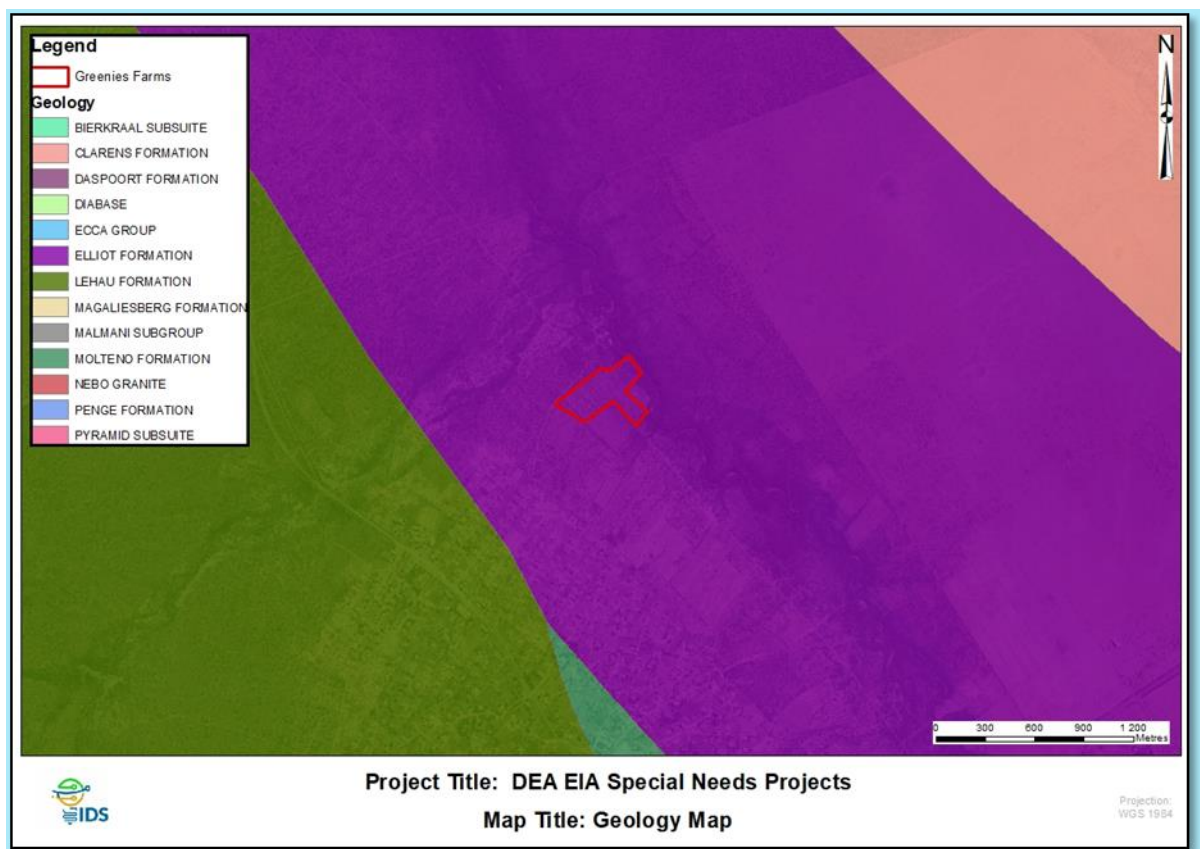 Legend
Greenies Farms
Geology
BIERKRAAL SUBSUITE
CLARENS FORMATION
DASPOORT FORMATION
DIABASE
ECCA GROUP
ELLIOT FORMATION
LEHAU FORMATION
MAGALIESBERG FORMATION
MALMANI SUBGROUP
MOLTENO FORMATION
NEBO GRANITE
PENGE FORMATION
PYRAMID SUBSUITE
N
0 300 600 900 1 200
Metres
IDS
Project Title: DEA EIA Special Needs Projects
Map Title: Geology Map
Projection:
WGS 1984